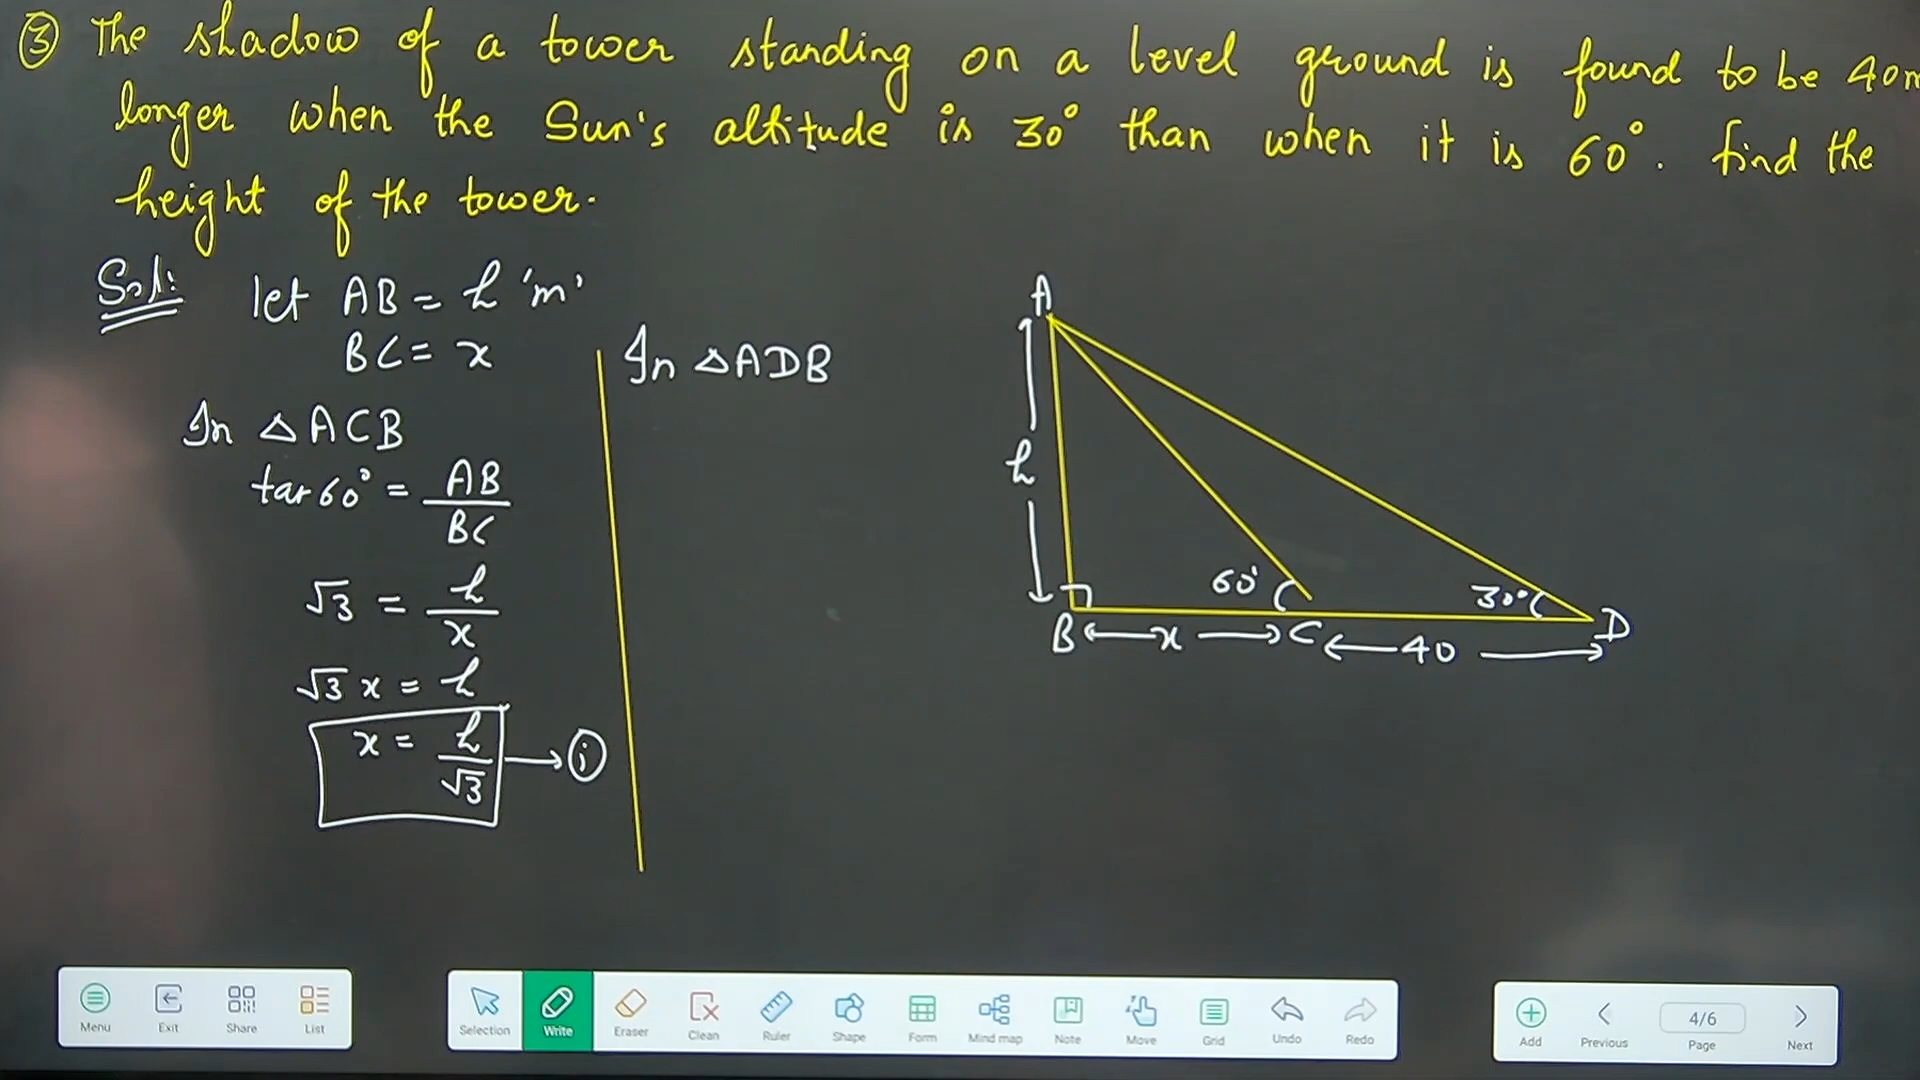 ③ The shadow of a tower standing on a level ground is found to be 40m
longer when the Sun's altitude is 30° than when it is 60°. find the
height of the tower.
Sol: let AB = h 'm'
BC = x
In △ACB
tan 60° = AB/BC
√3 = h/x
√3 x = h
x = h/√3 → ⓘ
In △ADB
A
h
60°
30°
B ← x → C ← 40 → D
Menu Exit Share List
Selection Write Eraser Clean Ruler Shape Form Mind map Note Move Grid Undo Redo
Add Previous 4/6 Page Next